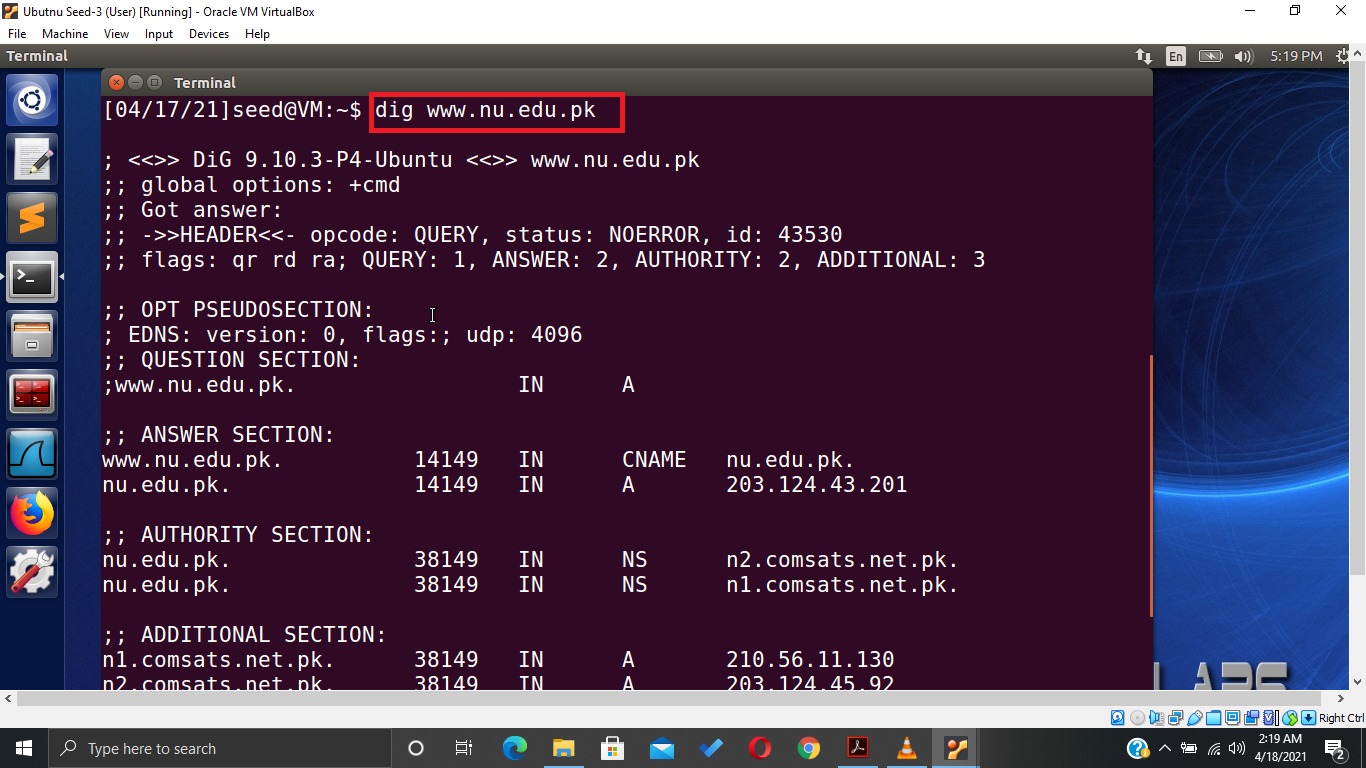 Ubutnu Seed-3 (User) [Running] - Oracle VM VirtualBox
File Machine View Input Devices Help
Terminal En 5:19 PM
Terminal
[04/17/21]seed@VM:~$ dig www.nu.edu.pk
; <<>> DiG 9.10.3-P4-Ubuntu <<>> www.nu.edu.pk
;; global options: +cmd
;; Got answer:
;; ->>HEADER<<- opcode: QUERY, status: NOERROR, id: 43530
;; flags: qr rd ra; QUERY: 1, ANSWER: 2, AUTHORITY: 2, ADDITIONAL: 3
;; OPT PSEUDOSECTION:
; EDNS: version: 0, flags:; udp: 4096
;; QUESTION SECTION:
;www.nu.edu.pk. IN A
;; ANSWER SECTION:
www.nu.edu.pk. 14149 IN CNAME nu.edu.pk.
nu.edu.pk. 14149 IN A 203.124.43.201
;; AUTHORITY SECTION:
nu.edu.pk. 38149 IN NS n2.comsats.net.pk.
nu.edu.pk. 38149 IN NS n1.comsats.net.pk.
;; ADDITIONAL SECTION:
n1.comsats.net.pk. 38149 IN A 210.56.11.130
n2.comsats.net.pk. 38149 IN A 203.124.45.92
Right Ctrl
Type here to search
2:19 AM
4/18/2021
2